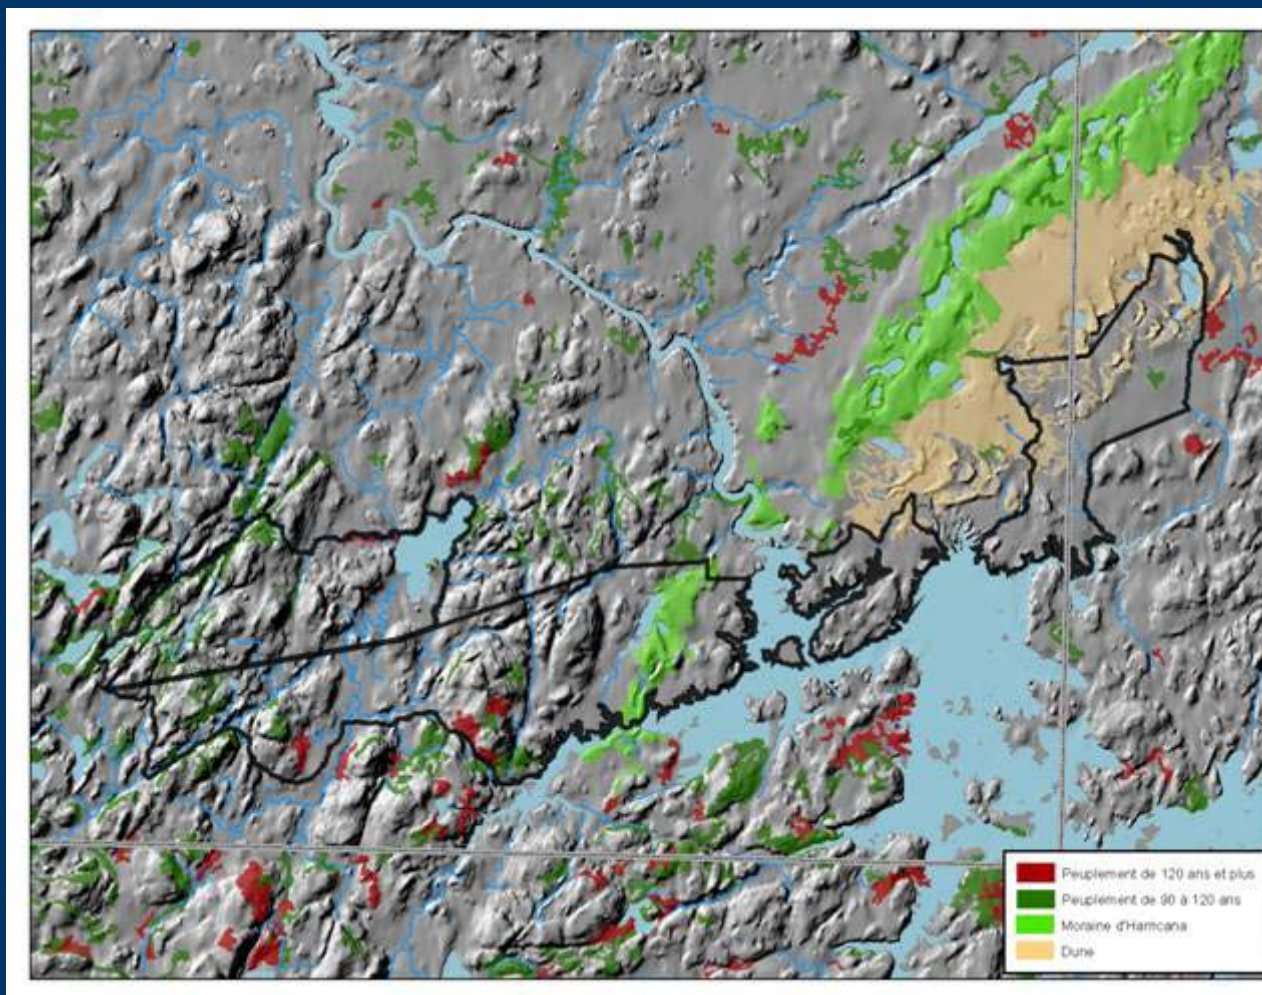 Peuplement de 120 ans et plus
Peuplement de 90 à 120 ans
Moraine d'Harricana
Dune